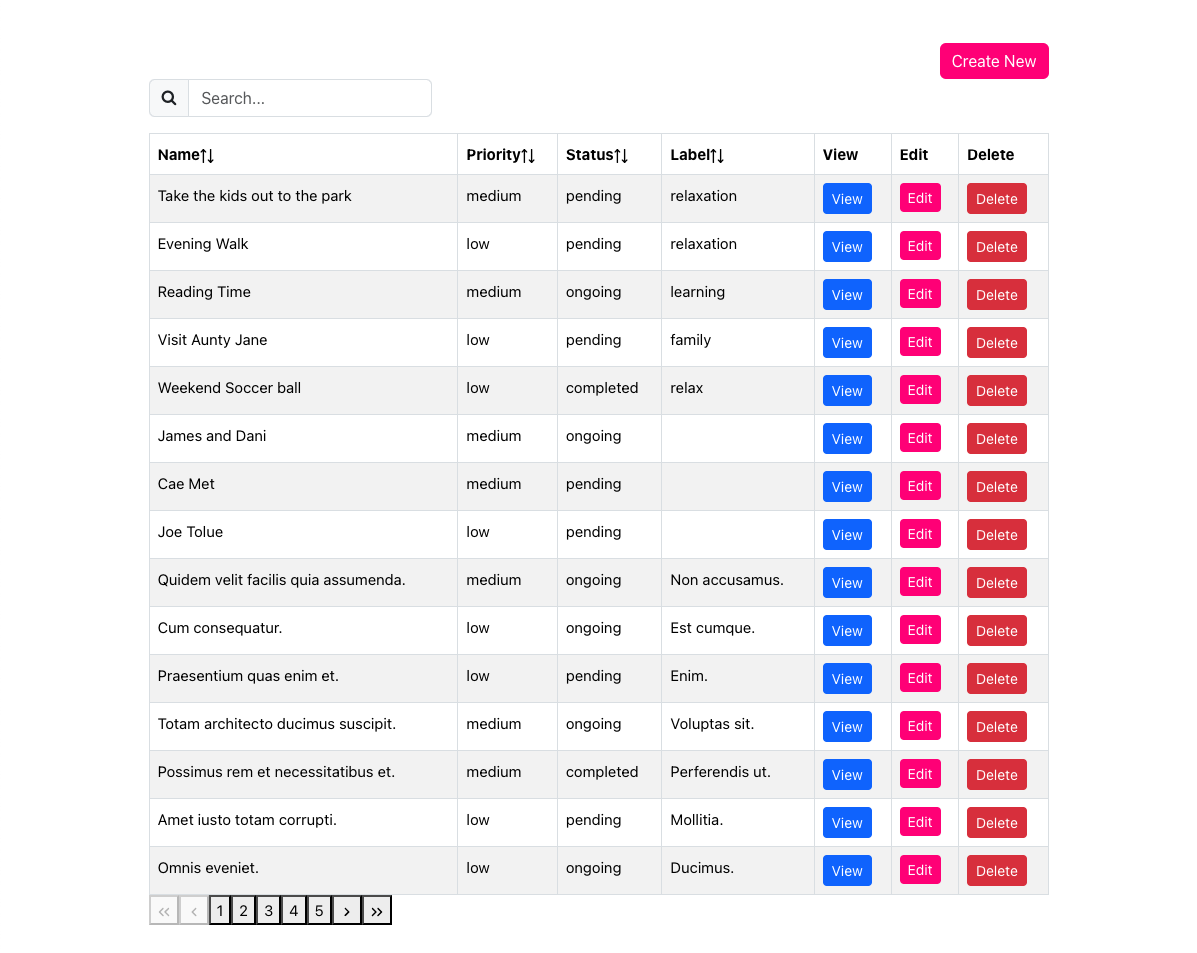 Create New
Search...
Name↑↓ Priority↑↓ Status↑↓ Label↑↓ View Edit Delete
Take the kids out to the park medium pending relaxation View Edit Delete
Evening Walk low pending relaxation View Edit Delete
Reading Time medium ongoing learning View Edit Delete
Visit Aunty Jane low pending family View Edit Delete
Weekend Soccer ball low completed relax View Edit Delete
James and Dani medium ongoing View Edit Delete
Cae Met medium pending View Edit Delete
Joe Tolue low pending View Edit Delete
Quidem velit facilis quia assumenda. medium ongoing Non accusamus. View Edit Delete
Cum consequatur. low ongoing Est cumque. View Edit Delete
Praesentium quas enim et. low pending Enim. View Edit Delete
Totam architecto ducimus suscipit. medium ongoing Voluptas sit. View Edit Delete
Possimus rem et necessitatibus et. medium completed Perferendis ut. View Edit Delete
Amet iusto totam corrupti. low pending Mollitia. View Edit Delete
Omnis eveniet. low ongoing Ducimus. View Edit Delete
« ‹ 1 2 3 4 5 › »